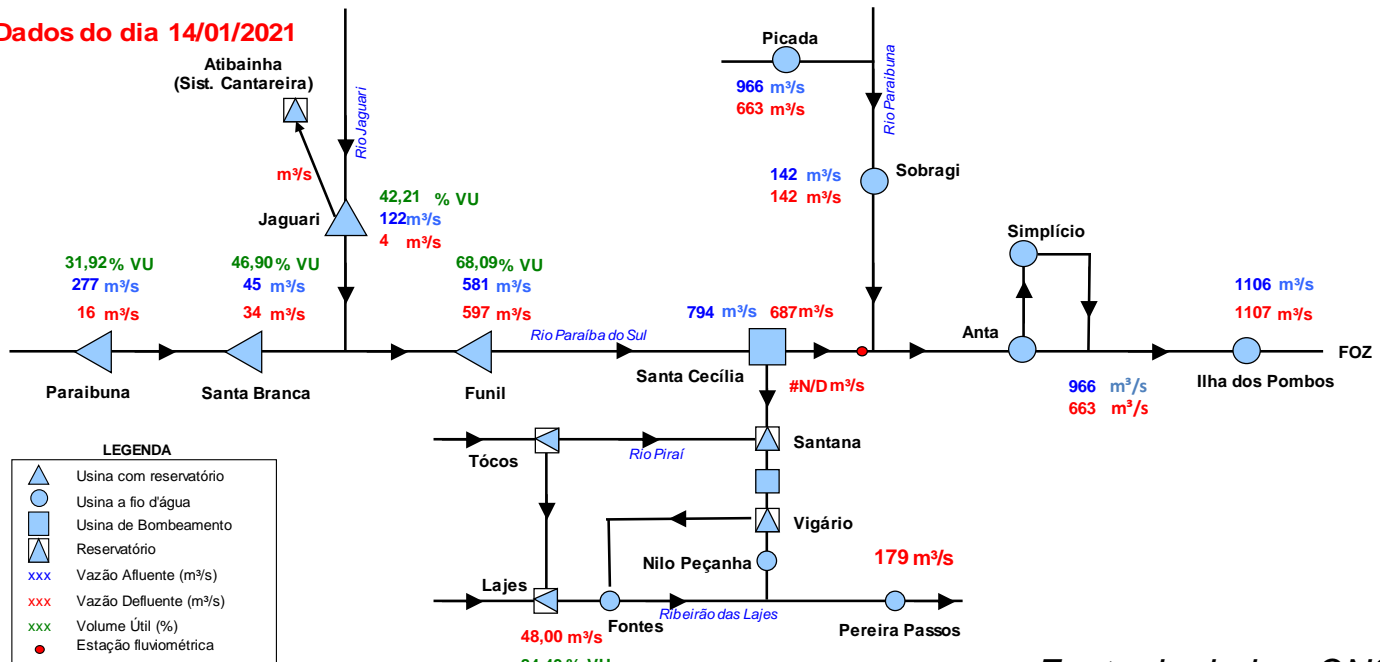 Dados do dia 14/01/2021
Atibainha
(Sist. Cantareira)
Rio Jaguari
m³/s
Jaguari
42,21 % VU
122 m³/s
4 m³/s
Picada
966 m³/s
663 m³/s
Rio Paraibuna
142 m³/s
142 m³/s
Sobragi
Simplício
1106 m³/s
1107 m³/s
31,92 % VU
277 m³/s
16 m³/s
Paraibuna
46,90 % VU
45 m³/s
34 m³/s
Santa Branca
68,09 % VU
581 m³/s
597 m³/s
Funil
Rio Paraíba do Sul
794 m³/s 687 m³/s
Santa Cecília
#N/D m³/s
Anta
966 m³/s
663 m³/s
Ilha dos Pombos
FOZ
Tócos
Rio Piraí
Santana
Vigário
Nilo Peçanha
179 m³/s
Lajes
Fontes
Ribeirão das Lajes
Pereira Passos
48,00 m³/s
LEGENDA
Usina com reservatório
Usina a fio d'água
Usina de Bombeamento
Reservatório
xxx Vazão Afluente (m³/s)
xxx Vazão Defluente (m³/s)
xxx Volume Útil (%)
Estação fluviométrica